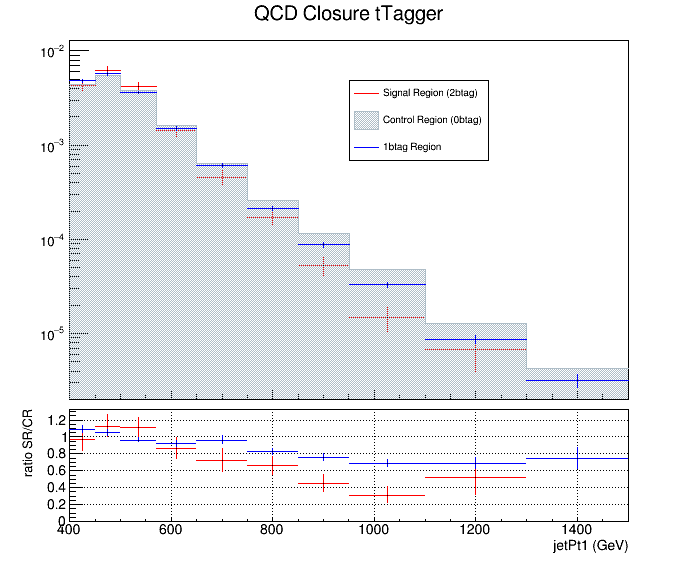 QCD Closure tTagger
10−2
10−3
10−4
10−5
Signal Region (2btag)
Control Region (0btag)
1btag Region
ratio SR/CR
1.2
1
0.8
0.6
0.4
0.2
0
400 600 800 1000 1200 1400
jetPt1 (GeV)